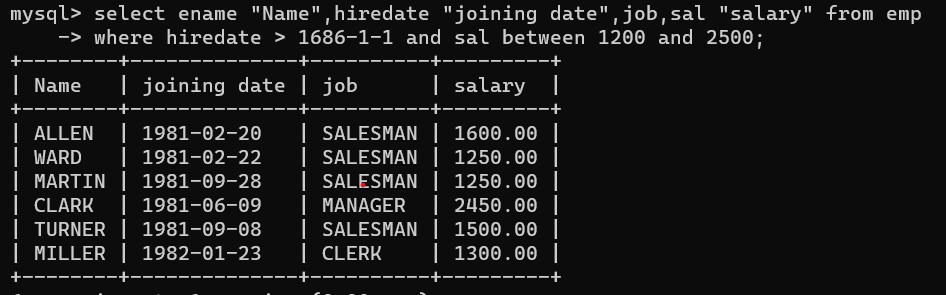 mysql> select ename "Name",hiredate "joining date",job,sal "salary" from emp
    -> where hiredate > 1686-1-1 and sal between 1200 and 2500;
+--------+--------------+----------+---------+
| Name   | joining date | job      | salary  |
+--------+--------------+----------+---------+
| ALLEN  | 1981-02-20   | SALESMAN | 1600.00 |
| WARD   | 1981-02-22   | SALESMAN | 1250.00 |
| MARTIN | 1981-09-28   | SALESMAN | 1250.00 |
| CLARK  | 1981-06-09   | MANAGER  | 2450.00 |
| TURNER | 1981-09-08   | SALESMAN | 1500.00 |
| MILLER | 1982-01-23   | CLERK    | 1300.00 |
+--------+--------------+----------+---------+